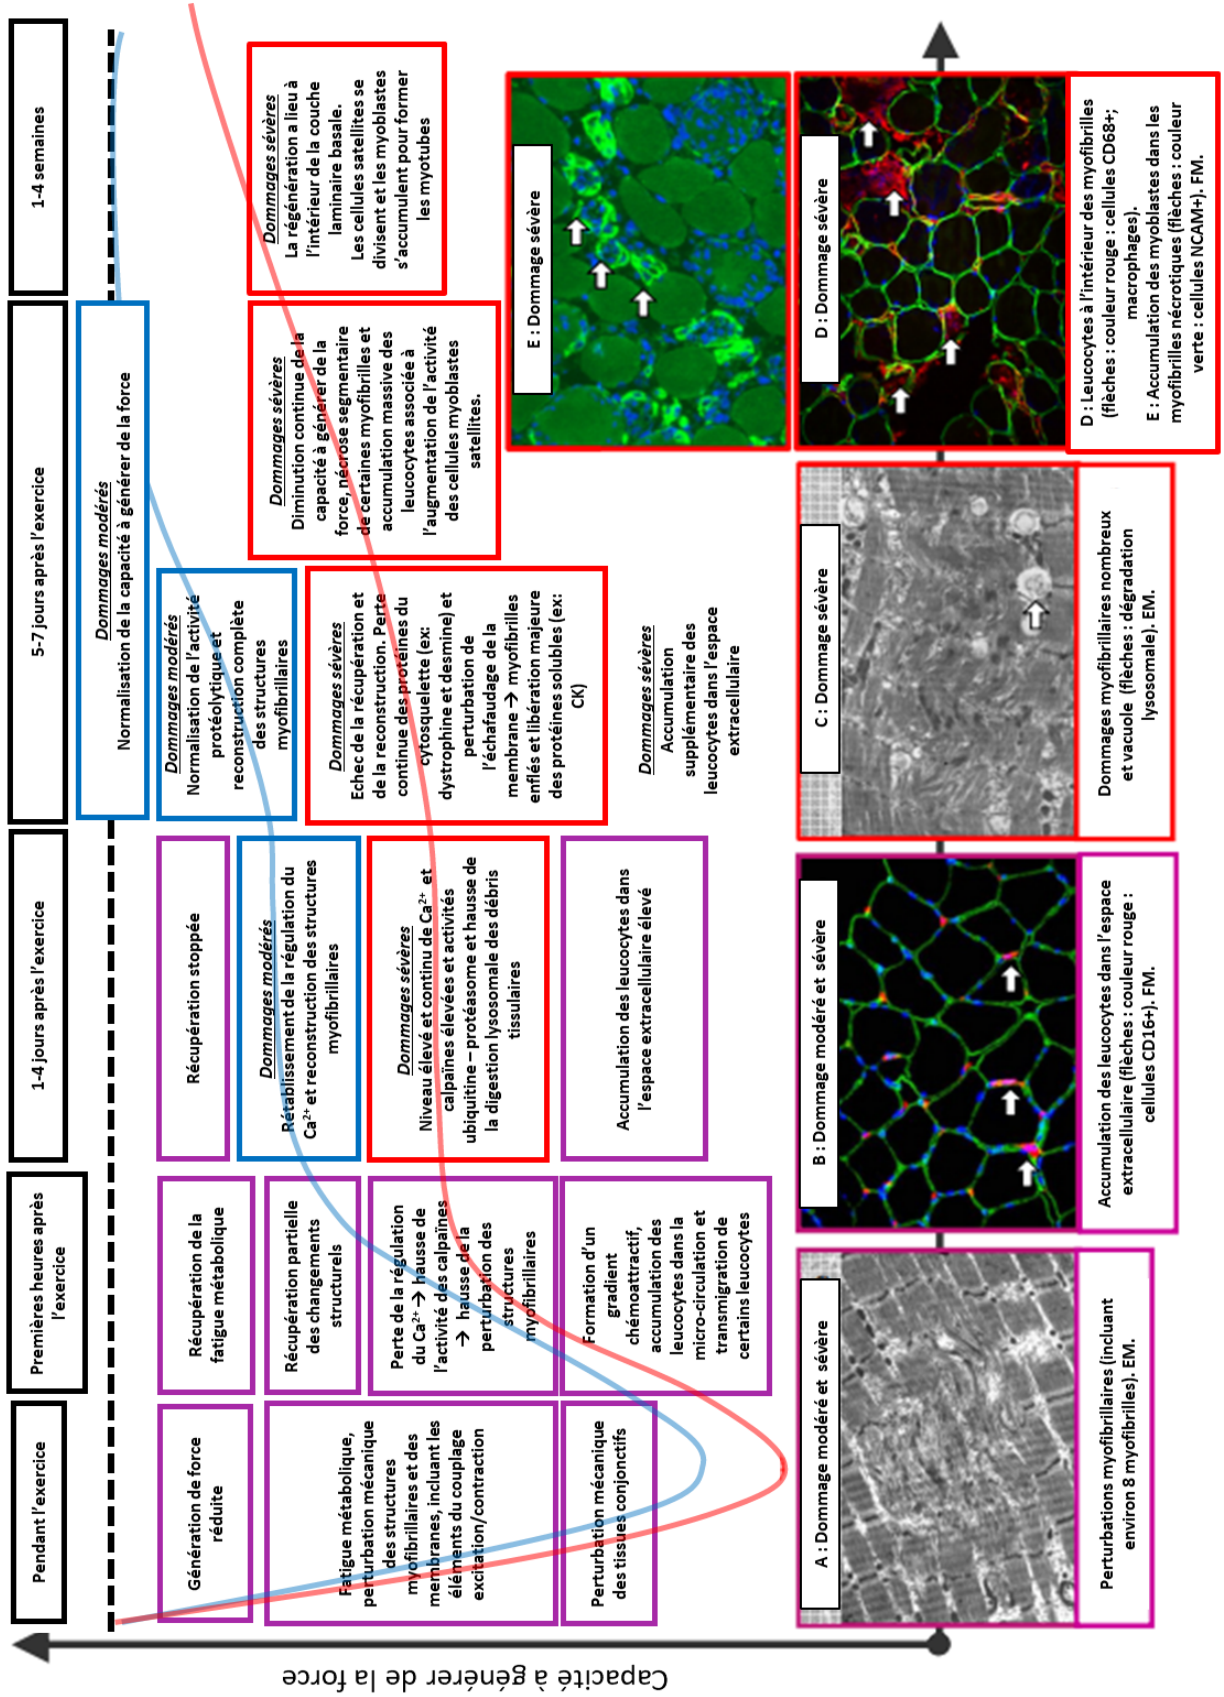 Pendant l'exercice
Premières heures après
l'exercice
1-4 jours après l'exercice
5-7 jours après l'exercice
1-4 semaines
Capacité à générer de la force
Génération de force
réduite
Fatigue métabolique,
perturbation mécanique
des structures
myofibrillaires et des
membranes, incluant les
éléments du couplage
excitation/contraction
Perturbation mécanique
des tissues conjonctifs
Récupération de la
fatigue métabolique
Récupération partielle
des changements
structurels
Perte de la régulation
du Ca²⁺ → hausse de
l'activité des calpaïnes
→ hausse de la
perturbation des
structures
myofibrillaires
Formation d'un
gradient
chémoattractif,
accumulation des
leucocytes dans la
micro-circulation et
transmigration de
certains leucocytes
Récupération stoppée
Dommages modérés
Rétablissement de la régulation du
Ca²⁺ et reconstruction des structures
myofibrillaires
Dommages sévères
Niveau élevé et continu de Ca²⁺ et
calpaïnes élevées et activités
ubiquitine – protéasome et hausse de
la digestion lysosomale des débris
tissulaires
Accumulation des leucocytes dans
l'espace extracellulaire élevé
Dommages modérés
Normalisation de la capacité à générer de la force
Dommages modérés
Normalisation de l'activité
protéolytique et
reconstruction complète
des structures
myofibrillaires
Dommages sévères
Echec de la récupération et
de la reconstruction. Perte
continue des protéines du
cytosquelette (ex:
dystrophine et desmine) et
perturbation de
l'échafaudage de la
membrane → myofibrilles
enflés et libération majeure
des protéines solubles (ex:
CK)
Dommages sévères
Accumulation
supplémentaire des
leucocytes dans l'espace
extracellulaire
Dommages sévères
Diminution continue de la
capacité à générer de la
force, nécrose segmentaire
de certaines myofibrilles et
accumulation massive des
leucocytes associée à
l'augmentation de l'activité
des cellules myoblastes
satellites.
Dommages sévères
La régénération a lieu à
l'intérieur de la couche
laminaire basale.
Les cellules satellites se
divisent et les myoblastes
s'accumulent pour former
les myotubes
A : Dommage modéré et sévère
Perturbations myofibrillaires (incluant
environ 8 myofibrilles). EM.
B : Dommage modéré et sévère
Accumulation des leucocytes dans l'espace
extracellulaire (flèches : couleur rouge :
cellules CD16+). FM.
C : Dommage sévère
Dommages myofibrillaires nombreux
et vacuole (flèches : dégradation
lysosomale). EM.
E : Dommage sévère
D : Dommage sévère
D : Leucocytes à l'intérieur des myofibrilles
(flèches : couleur rouge : cellules CD68+;
macrophages).
E : Accumulation des myoblastes dans les
myofibrilles nécrotiques (flèches : couleur
verte : cellules NCAM+). FM.